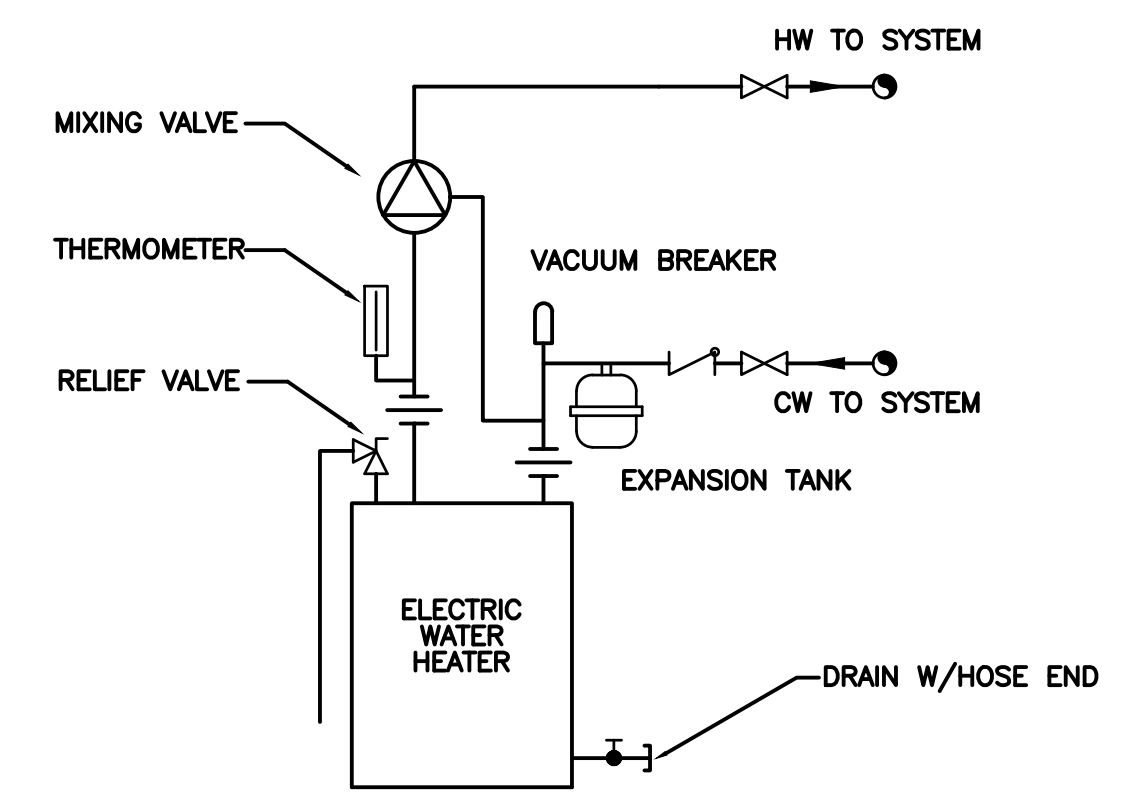 HW TO SYSTEM
MIXING VALVE
THERMOMETER
VACUUM BREAKER
RELIEF VALVE
CW TO SYSTEM
EXPANSION TANK
ELECTRIC
WATER
HEATER
DRAIN W/HOSE END